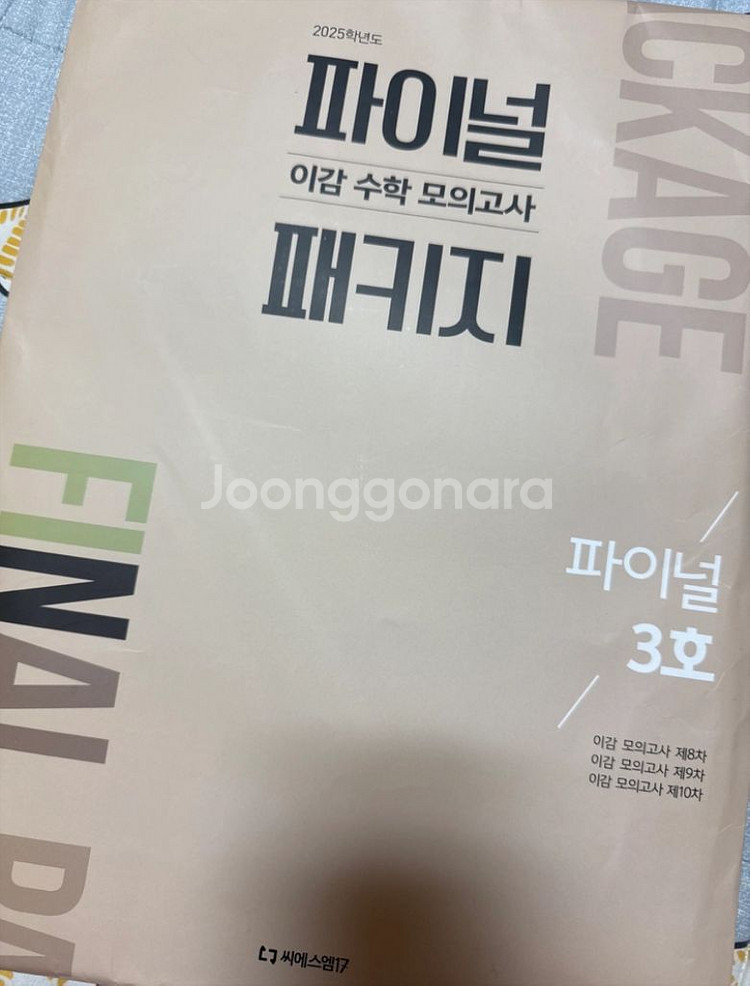 2025학년도
파이널
이감 수학 모의고사
패키지
CKAGE
FINAL PA
Joonggonara
파이널
3호
이감 모의고사 제8차
이감 모의고사 제9차
이감 모의고사 제10차
씨에스엠17